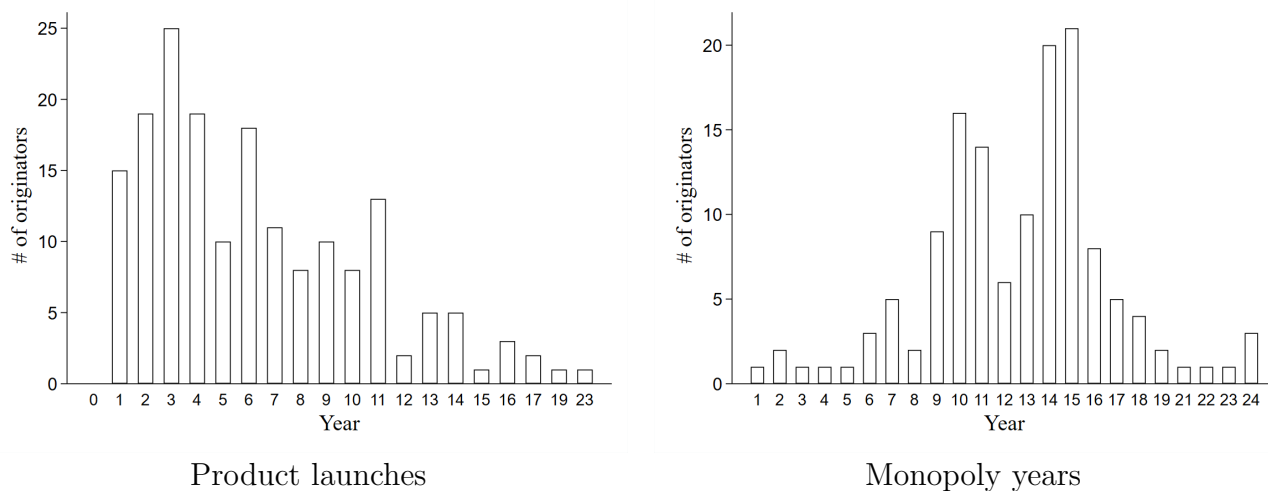 25
20
15
10
5
0
# of originators
0 1 2 3 4 5 6 7 8 9 10 11 12 13 14 15 16 17 19 23
Year
Product launches
20
15
10
5
0
# of originators
1 2 3 4 5 6 7 8 9 10 11 12 13 14 15 16 17 18 19 21 22 23 24
Year
Monopoly years